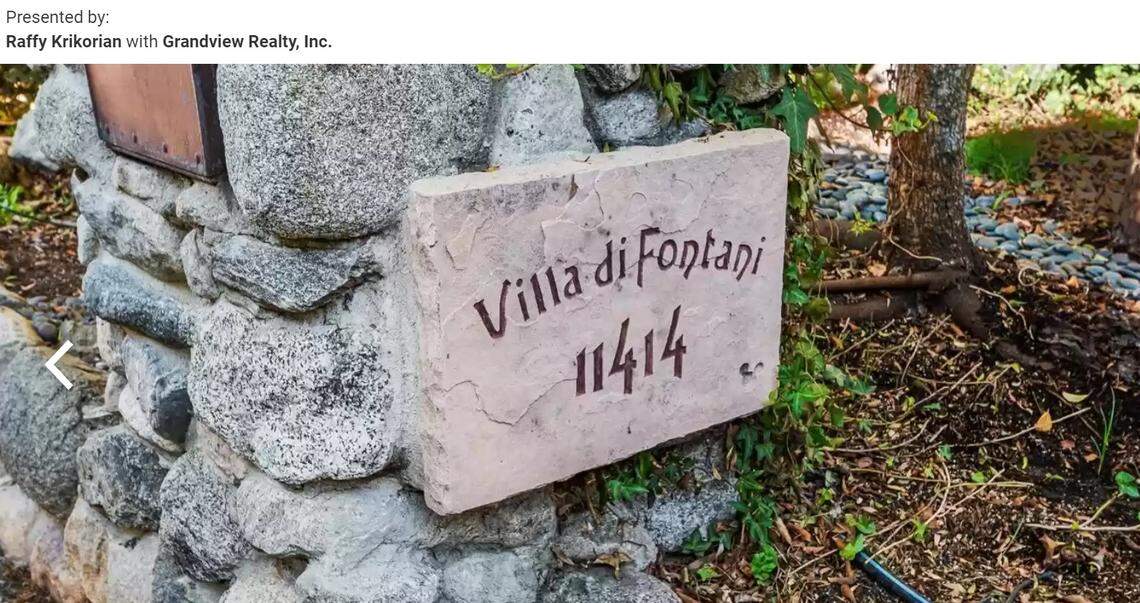 Presented by:
Raffy Krikorian with Grandview Realty, Inc.
Villa di Fontani
11414